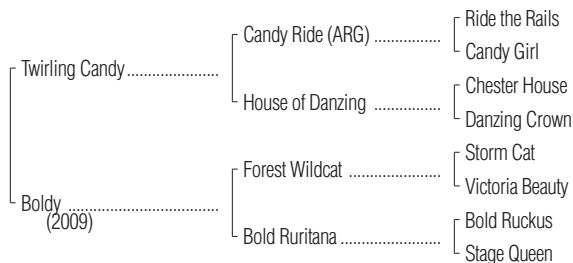 Ride the Rails
Candy Ride (ARG) ................
Candy Girl
Twirling Candy ......................
Chester House
House of Danzing ................
Danzing Crown
Storm Cat
Forest Wildcat ......................
Victoria Beauty
Boldy ....................................
(2009)
Bold Ruckus
Bold Ruritana ........................
Stage Queen